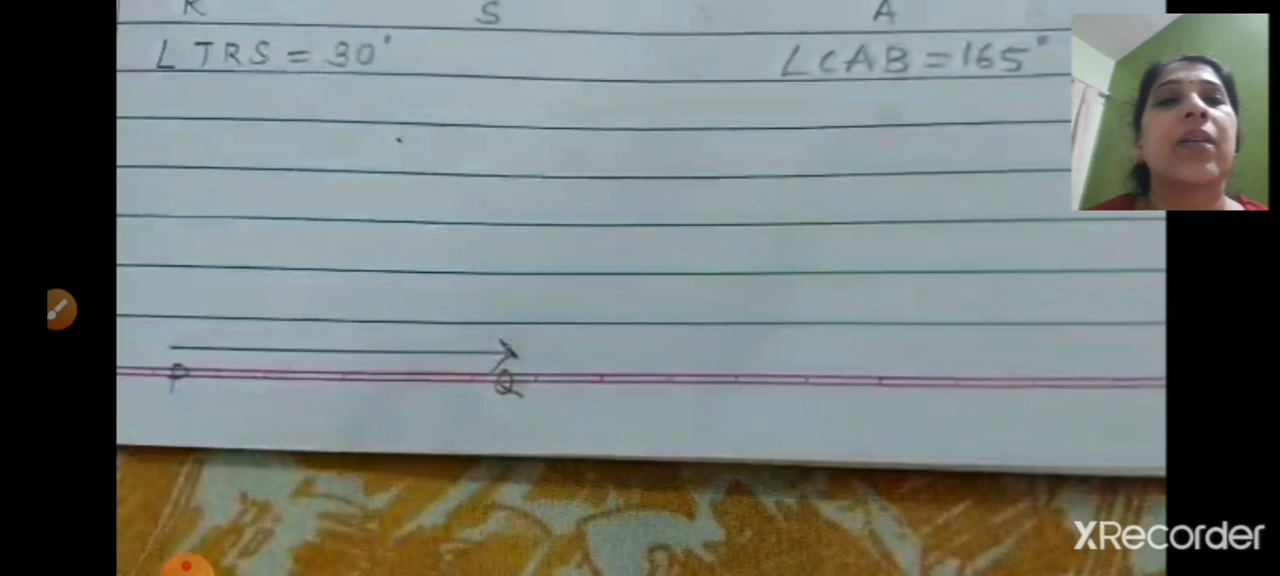 R S A
∠TRS = 30° ∠CAB = 165°
P Q
XRecorder